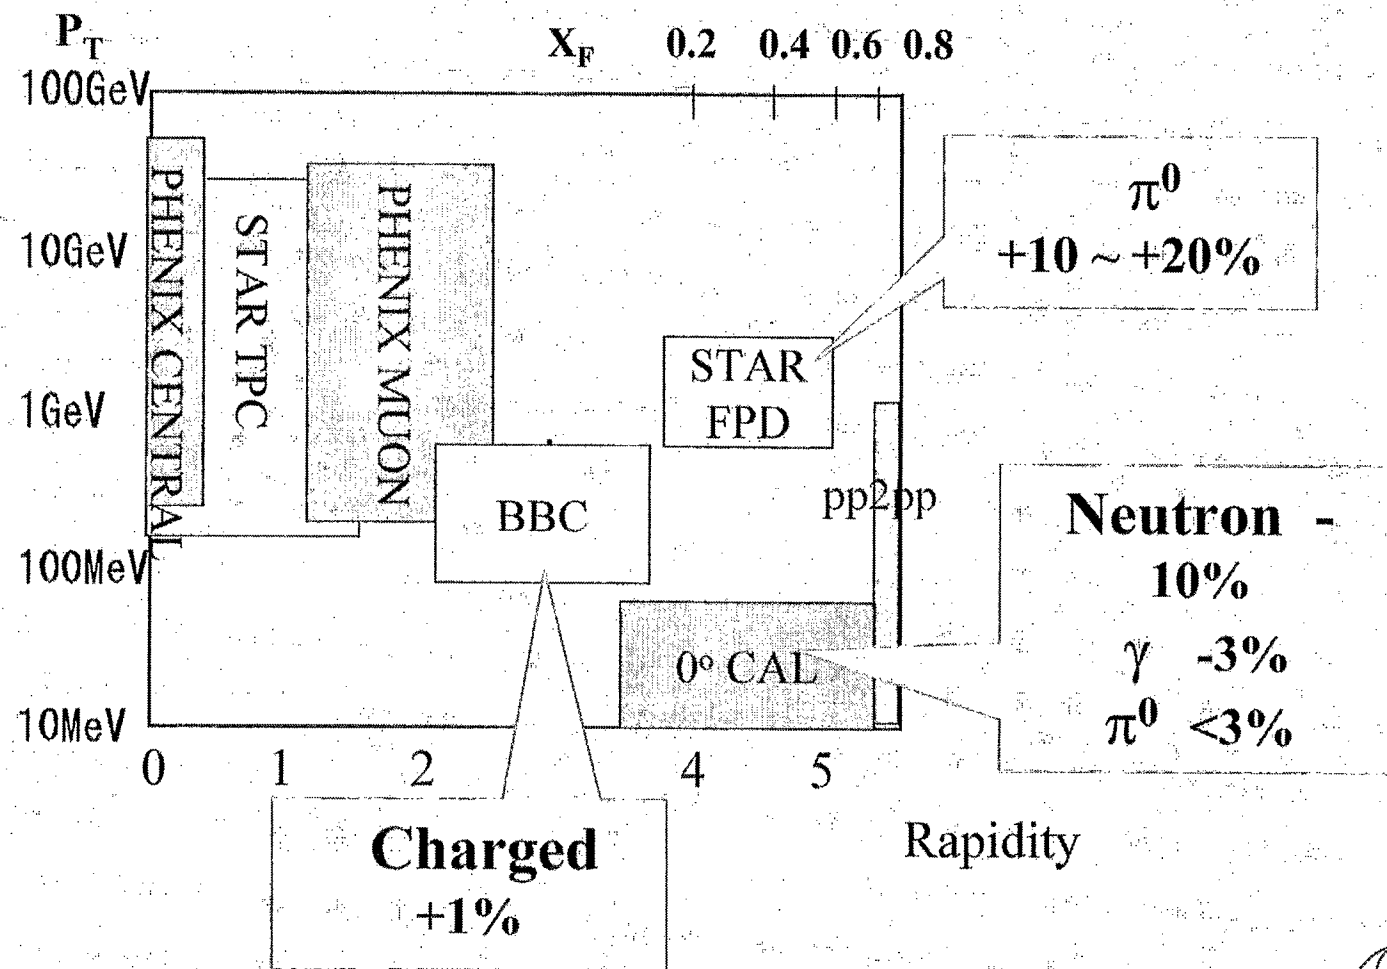 P_T
X_F 0.2 0.4 0.6 0.8
100GeV
10GeV
1GeV
100MeV
10MeV
PHENIX CENTRAL
STAR TPC
PHENIX MUON
π⁰
+10 ~ +20%
STAR
FPD
BBC
pp2pp
0° CAL
Neutron -
10%
γ -3%
π⁰ <3%
0 1 2 4 5
Rapidity
Charged
+1%